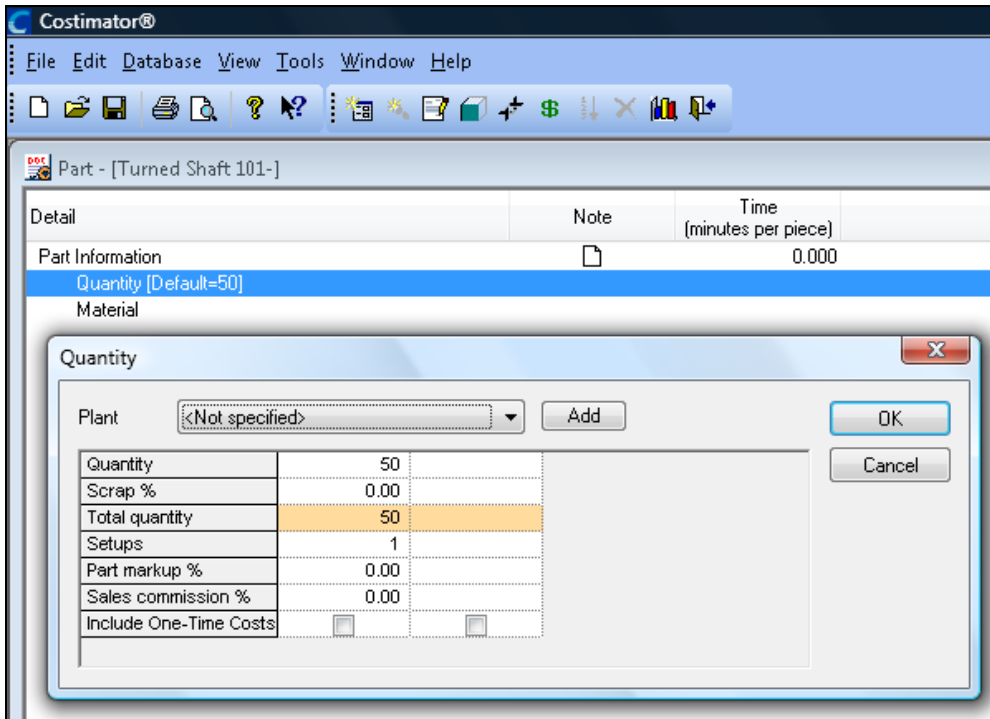 Costimator®
File Edit Database View Tools Window Help
Part - [Turned Shaft 101-]
Detail Note Time
(minutes per piece)
Part Information 0.000
Quantity [Default=50]
Material
Quantity
Plant <Not specified> Add OK
Quantity 50 Cancel
Scrap % 0.00
Total quantity 50
Setups 1
Part markup % 0.00
Sales commission % 0.00
Include One-Time Costs